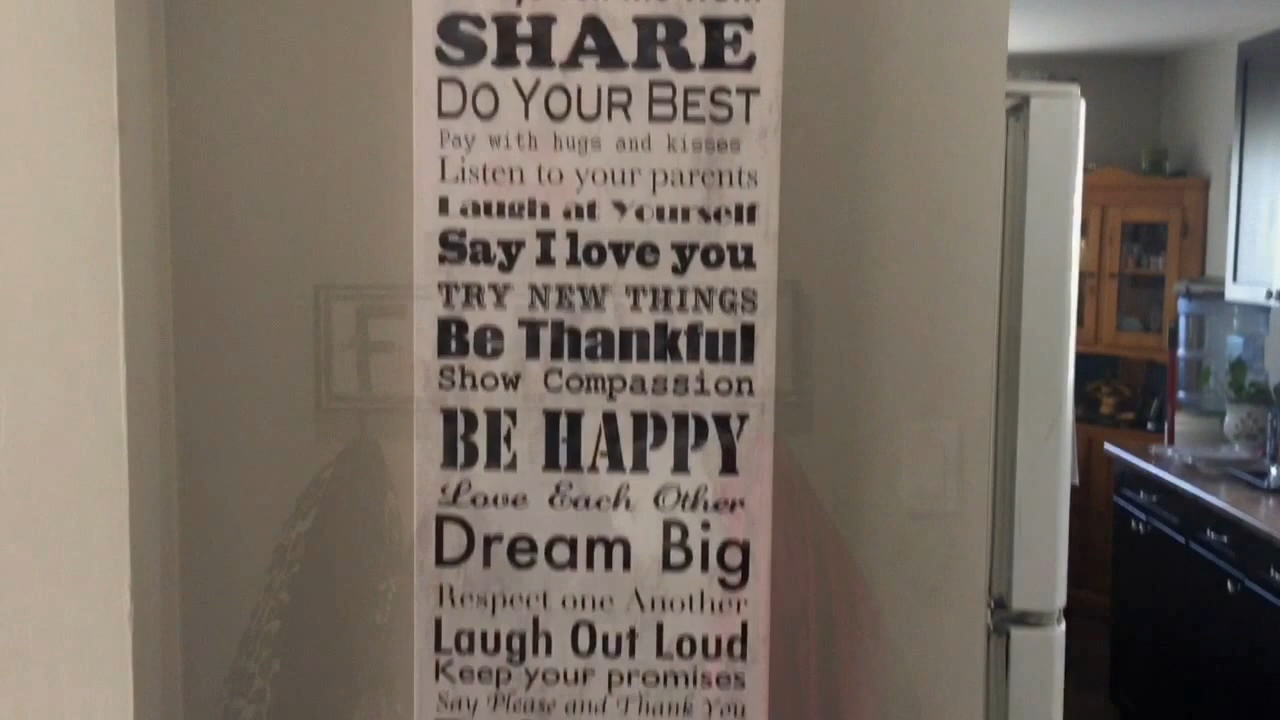 SHARE
DO YOUR BEST
Pay with hugs and kisses
Listen to your parents
Laugh at Yourself
Say I love you
TRY NEW THINGS
Be Thankful
Show Compassion
BE HAPPY
Love Each Other
Dream Big
Respect one Another
Laugh Out Loud
Keep your promises
Say Please and Thank You